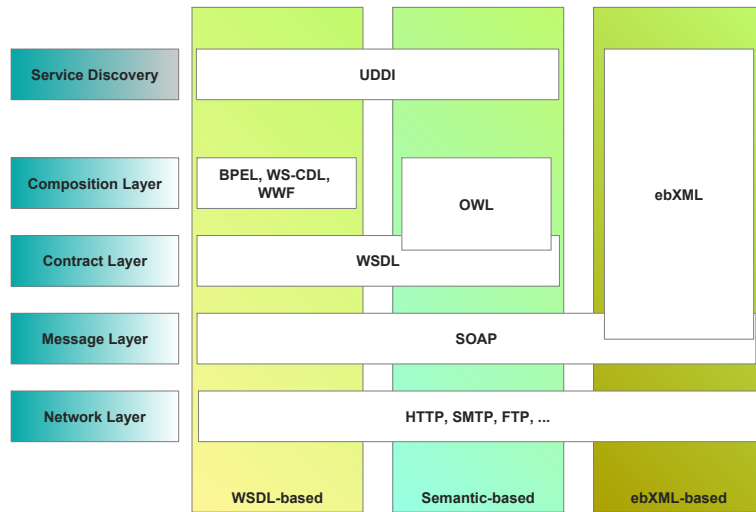 Service Discovery
UDDI
Composition Layer
BPEL, WS-CDL,
WWF
OWL
ebXML
Contract Layer
WSDL
Message Layer
SOAP
Network Layer
HTTP, SMTP, FTP, ...
WSDL-based
Semantic-based
ebXML-based